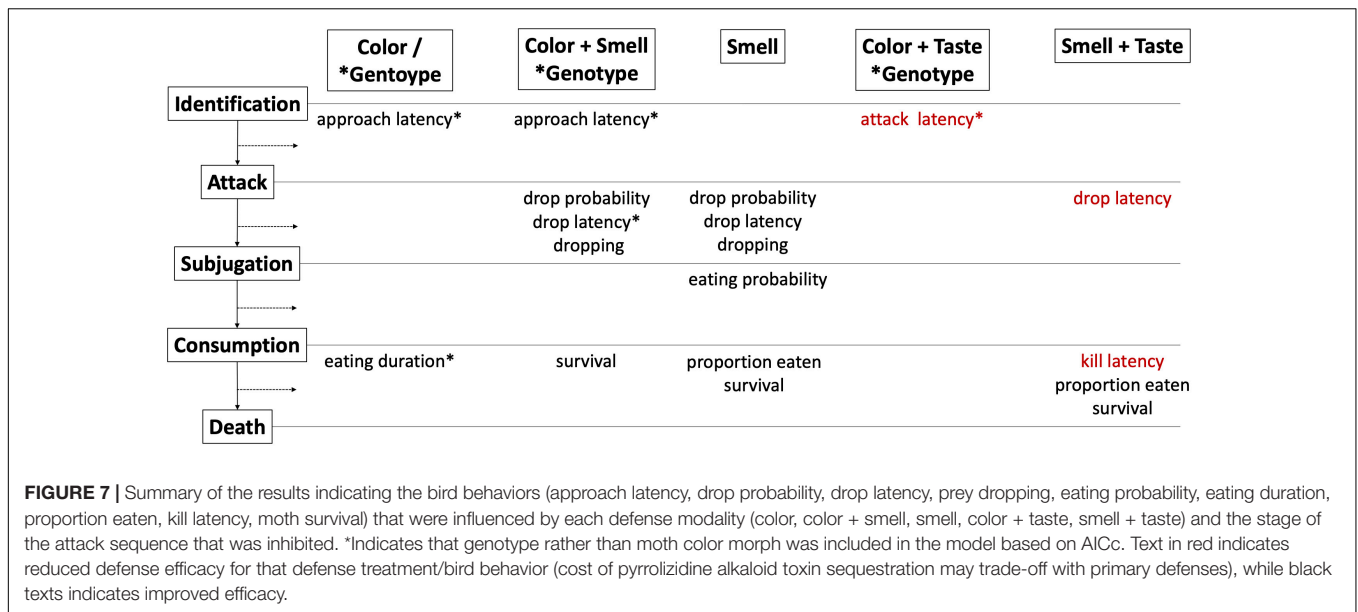 Color /
*Gentoype
Color + Smell
*Genotype
Smell
Color + Taste
*Genotype
Smell + Taste
Identification
approach latency*
approach latency*
attack latency*
Attack
drop probability
drop latency*
dropping
drop probability
drop latency
dropping
drop latency
Subjugation
eating probability
Consumption
eating duration*
survival
proportion eaten
survival
kill latency
proportion eaten
survival
Death
FIGURE 7 | Summary of the results indicating the bird behaviors (approach latency, drop probability, drop latency, prey dropping, eating probability, eating duration,
proportion eaten, kill latency, moth survival) that were influenced by each defense modality (color, color + smell, smell, color + taste, smell + taste) and the stage of
the attack sequence that was inhibited. *Indicates that genotype rather than moth color morph was included in the model based on AICc. Text in red indicates
reduced defense efficacy for that defense treatment/bird behavior (cost of pyrrolizidine alkaloid toxin sequestration may trade-off with primary defenses), while black
texts indicates improved efficacy.